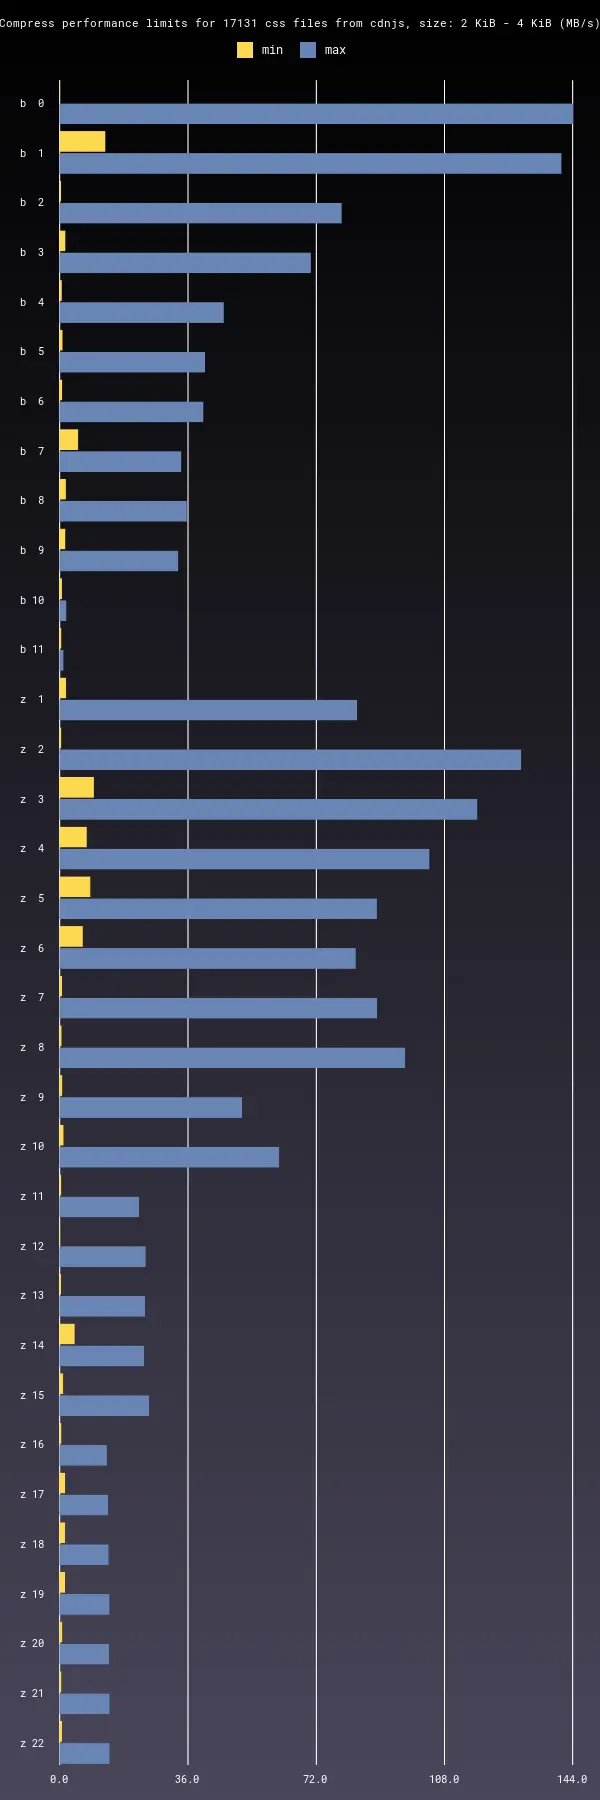 Compress performance limits for 17131 css files from cdnjs, size: 2 KiB - 4 KiB (MB/s)
min max
b 0
b 1
b 2
b 3
b 4
b 5
b 6
b 7
b 8
b 9
b 10
b 11
z 1
z 2
z 3
z 4
z 5
z 6
z 7
z 8
z 9
z 10
z 11
z 12
z 13
z 14
z 15
z 16
z 17
z 18
z 19
z 20
z 21
z 22
0.0 36.0 72.0 108.0 144.0